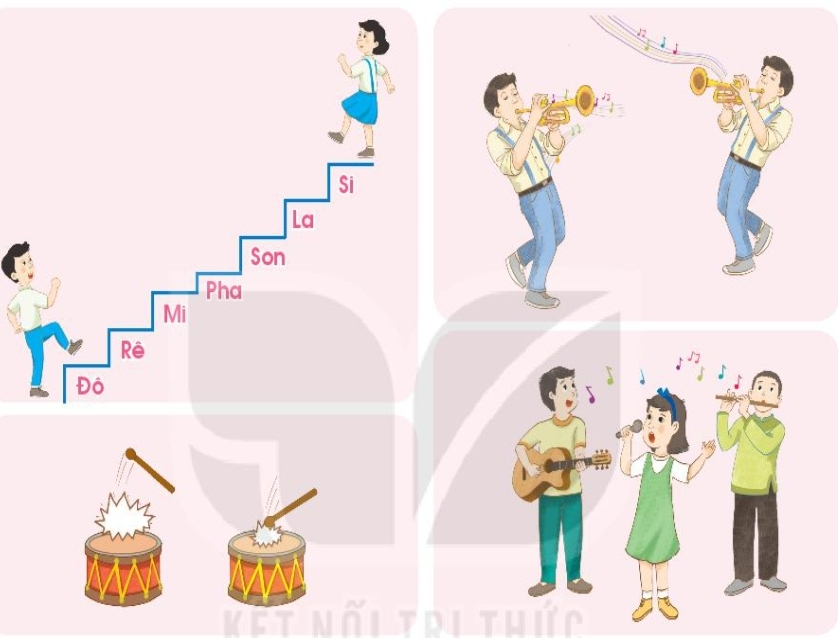 Si
La
Son
Pha
Mi
Rê
Đô
KẾT NỐI TRI THỨC